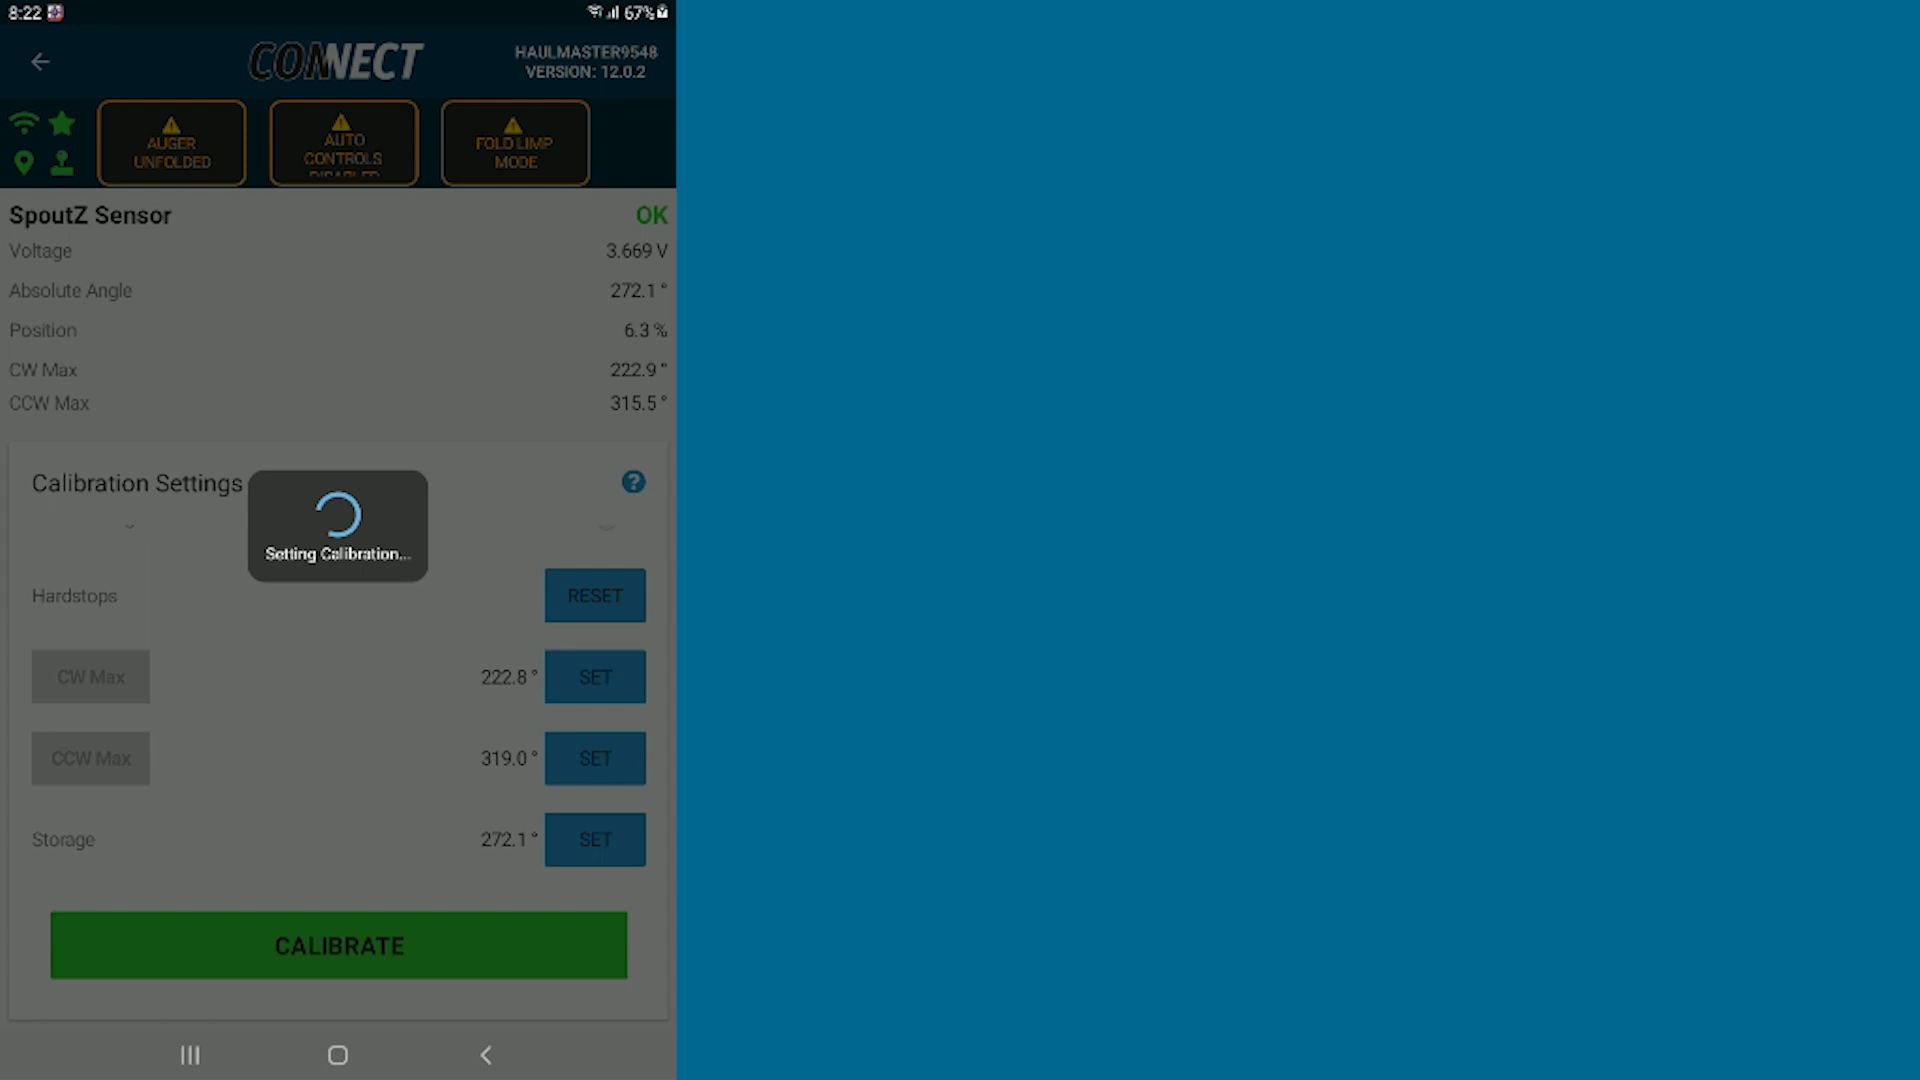 8:22
67%
CONNECT
HAULMASTER9548
VERSION: 12.0.2
AUGER
UNFOLDED
AUTO
CONTROLS
DISABLED
FOLD LIMP
MODE
SpoutZ Sensor OK
Voltage 3.669 V
Absolute Angle 272.1 °
Position 6.3 %
CW Max 222.9 °
CCW Max 315.5 °
Calibration Settings ?
Setting Calibration...
Hardstops RESET
CW Max 222.8 ° SET
CCW Max 319.0 ° SET
Storage 272.1 ° SET
CALIBRATE